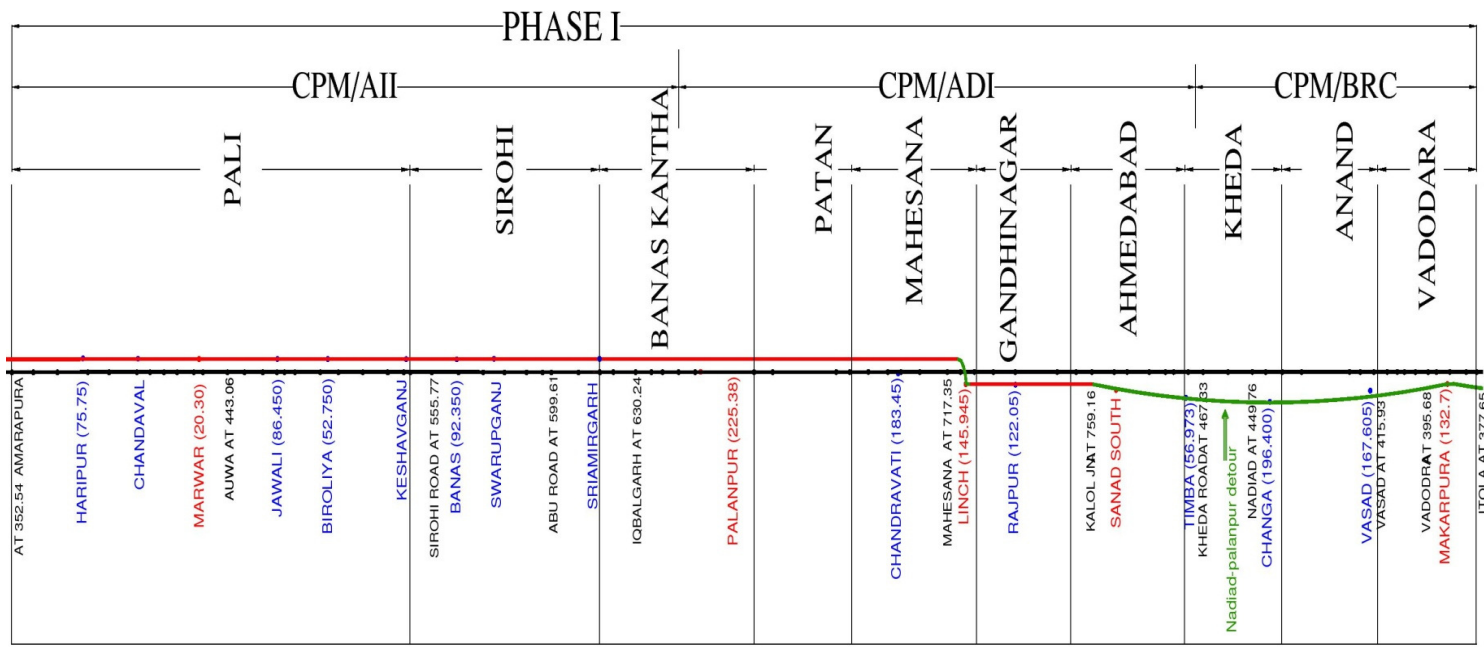 PHASE I
CPM/AII
CPM/ADI
CPM/BRC
PALI
SIROHI
BANAS KANTHA
PATAN
MAHESANA
GANDHINAGAR
AHMEDABAD
KHEDA
ANAND
VADODARA
AT 352.54 AMARAPURA
HARIPUR (75.75)
CHANDAVAL
MARWAR (20.30)
AUWA AT 443.06
JAWALI (86.450)
BIROLIYA (52.750)
KESHAVGANJ
SIROHI ROAD AT 555.77
BANAS (92.350)
SWARUPGANJ
ABU ROAD AT 599.61
SRIAMIRGARH
IQBALGARH AT 630.24
PALANPUR (225.38)
CHANDRAVATI (183.45)
MAHESANA AT 717.35
LINCH (145.945)
RAJPUR (122.05)
KALOL JN AT 759.16
SANAD SOUTH
TIMBA (56.973)
KHEDA ROADAT 467.33
Nadiad-palanpur detour
NADIAD AT 449.76
CHANGA (196.400)
VASAD (167.605)
VASAD AT 415.93
VADODRA AT 395.68
MAKARPURA (132.7)
ITOLA AT 377.65